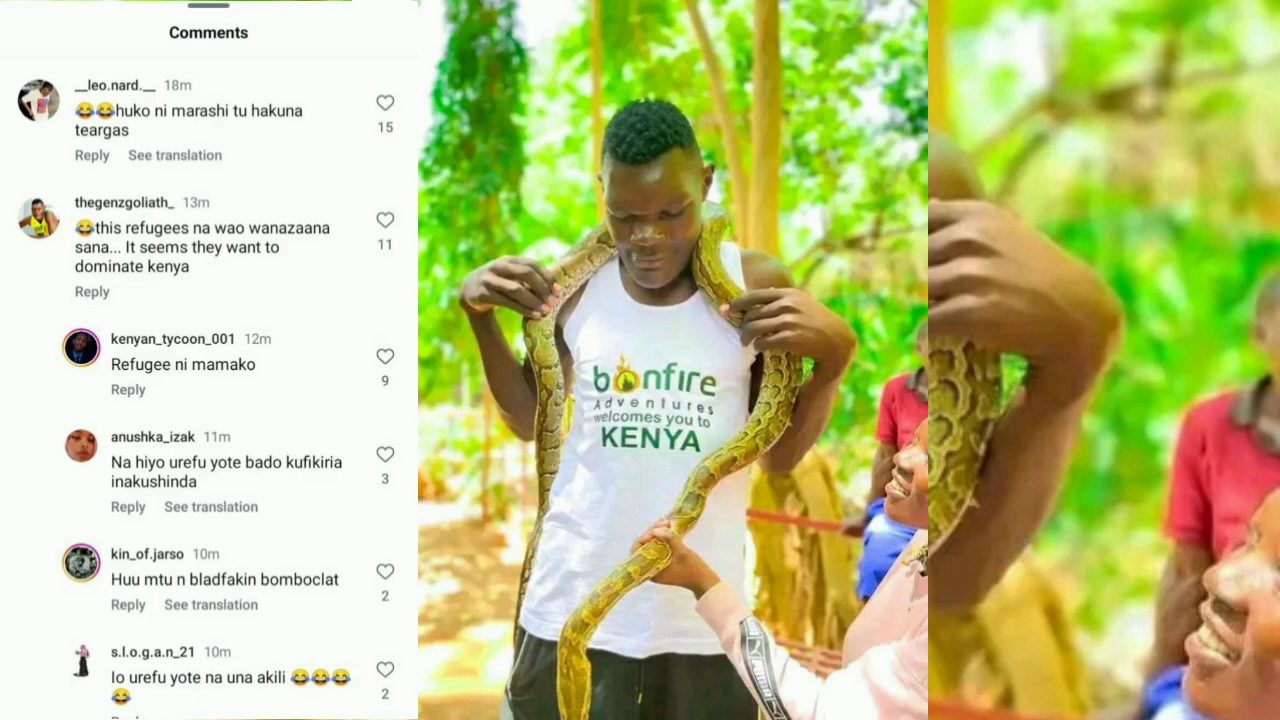 Comments
__leo.nard.__ 18m
😂😂huko ni marashi tu hakuna
teargas
15
Reply See translation
thegenzgoliath_ 13m
😂this refugees na wao wanazaana
sana... It seems they want to
dominate kenya
11
Reply
kenyan_tycoon_001 12m
Refugee ni mamako
9
Reply
anushka_izak 11m
Na hiyo urefu yote bado kufikiria
inakushinda
3
Reply See translation
kin_of.jarso 10m
Huu mtu n bladfakin bomboclat
2
Reply See translation
s.l.o.g.a.n_21 10m
Io urefu yote na una akili 😂😂😂
😂
2
bonfire
Adventures
welcomes you to
KENYA